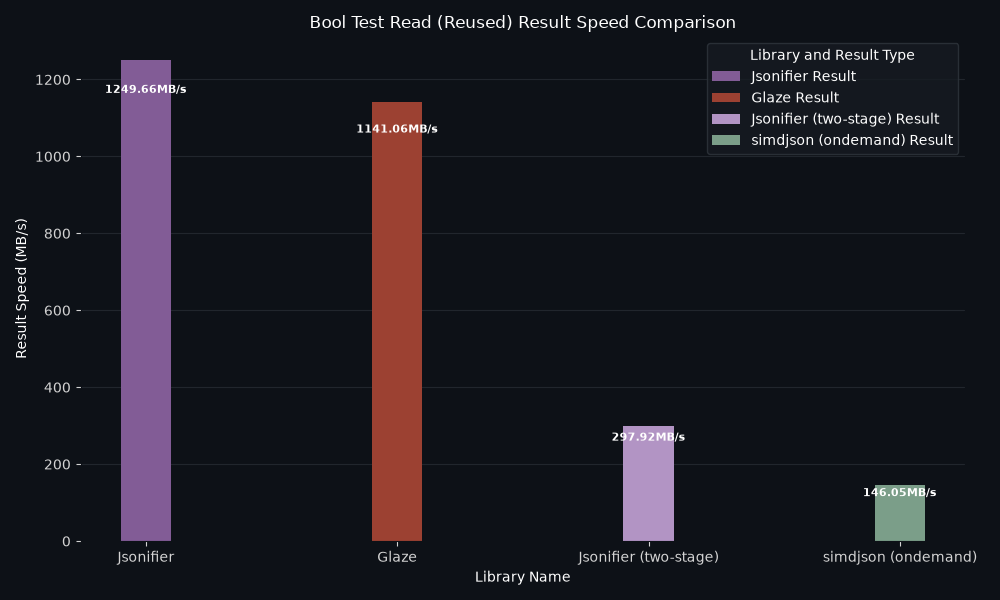 Bool Test Read (Reused) Result Speed Comparison
Library and Result Type
Jsonifier Result
Glaze Result
Jsonifier (two-stage) Result
simdjson (ondemand) Result
Result Speed (MB/s)
1200
1000
800
600
400
200
0
1249.66MB/s
1141.06MB/s
297.92MB/s
146.05MB/s
Jsonifier
Glaze
Jsonifier (two-stage)
simdjson (ondemand)
Library Name